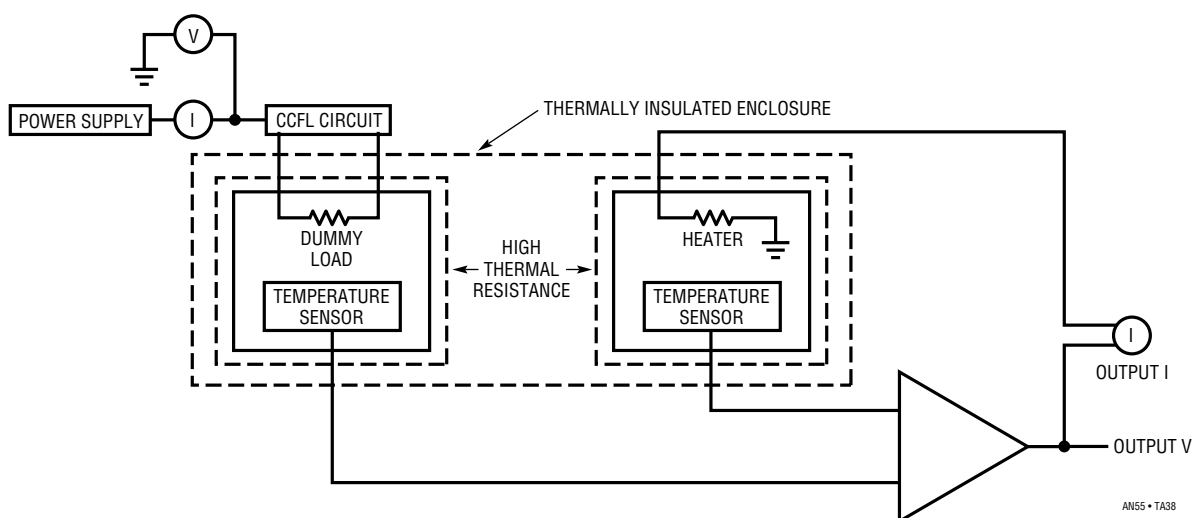 V
POWER SUPPLY
I
CCFL CIRCUIT
THERMALLY INSULATED ENCLOSURE
DUMMY
LOAD
HIGH
THERMAL
RESISTANCE
HEATER
TEMPERATURE
SENSOR
TEMPERATURE
SENSOR
I
OUTPUT I
OUTPUT V
AN55 • TA38